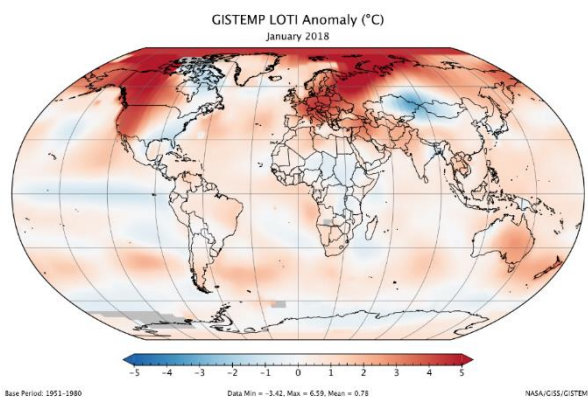 GISTEMP LOTI Anomaly (°C)
January 2018
-5 -4 -3 -2 -1 0 1 2 3 4 5
Base Period: 1951-1980 Data Min = -3.42, Max = 6.59, Mean = 0.78 NASA/GISS/GISTEM